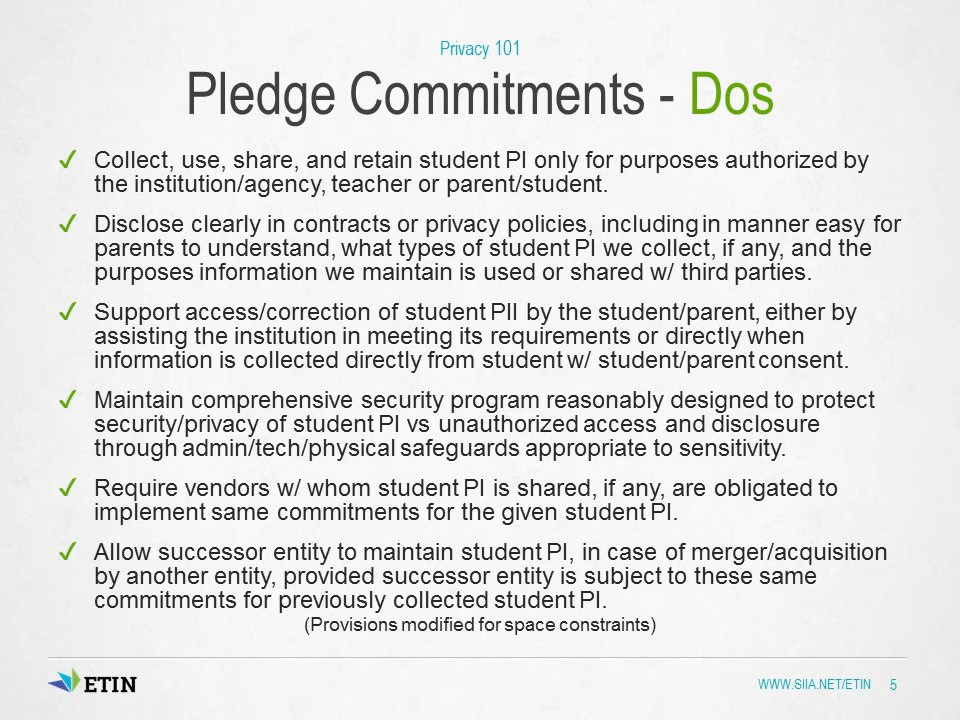 Privacy 101
Pledge Commitments - Dos
✓ Collect, use, share, and retain student PI only for purposes authorized by
the institution/agency, teacher or parent/student.
✓ Disclose clearly in contracts or privacy policies, including in manner easy for
parents to understand, what types of student PI we collect, if any, and the
purposes information we maintain is used or shared w/ third parties.
✓ Support access/correction of student PII by the student/parent, either by
assisting the institution in meeting its requirements or directly when
information is collected directly from student w/ student/parent consent.
✓ Maintain comprehensive security program reasonably designed to protect
security/privacy of student PI vs unauthorized access and disclosure
through admin/tech/physical safeguards appropriate to sensitivity.
✓ Require vendors w/ whom student PI is shared, if any, are obligated to
implement same commitments for the given student PI.
✓ Allow successor entity to maintain student PI, in case of merger/acquisition
by another entity, provided successor entity is subject to these same
commitments for previously collected student PI.
(Provisions modified for space constraints)
ETIN
WWW.SIIA.NET/ETIN 5